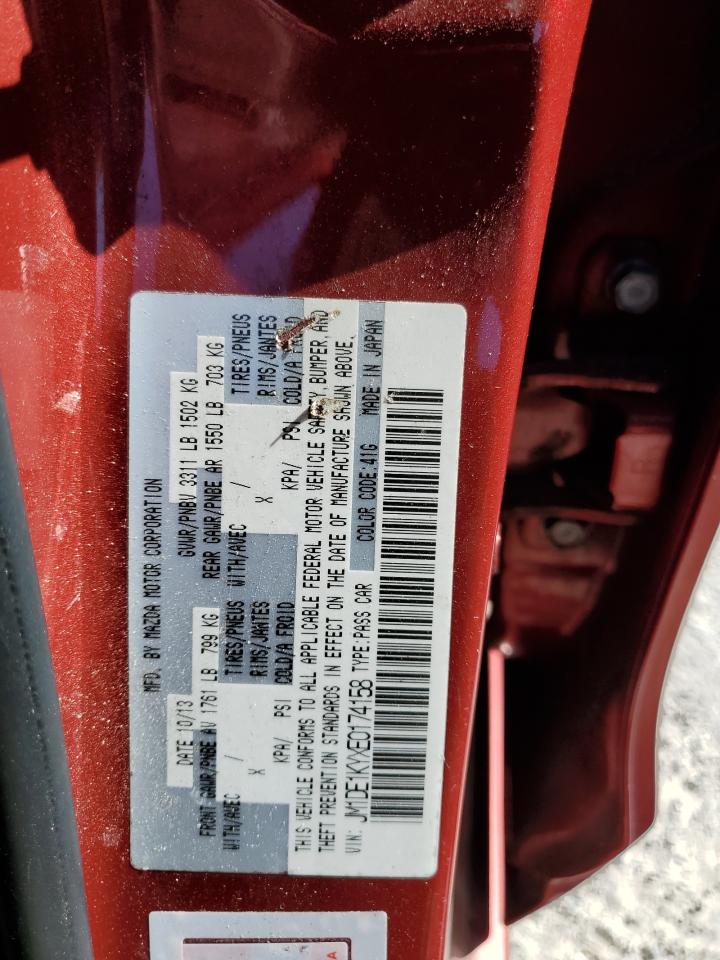 MFD. BY MAZDA MOTOR CORPORATION
DATE 10/13 GVWR/PNBV 3311 LB 1502 KG
FRONT GAWR/PNBE AV 1761 LB 799 KG REAR GAWR/PNBE AR 1550 LB 703 KG
WITH/AVEC / TIRES/PNEUS WITH/AVEC / TIRES/PNEUS
X RIMS/JANTES X RIMS/JANTES
KPA/ PSI COLD/A FROID KPA/ PSI COLD/A FROID
THIS VEHICLE CONFORMS TO ALL APPLICABLE FEDERAL MOTOR VEHICLE SAFETY, BUMPER, AND
THEFT PREVENTION STANDARDS IN EFFECT ON THE DATE OF MANUFACTURE SHOWN ABOVE.
VIN: JM1DE1KYXE0174158 TYPE:PASS CAR COLOR CODE:41G MADE IN JAPAN